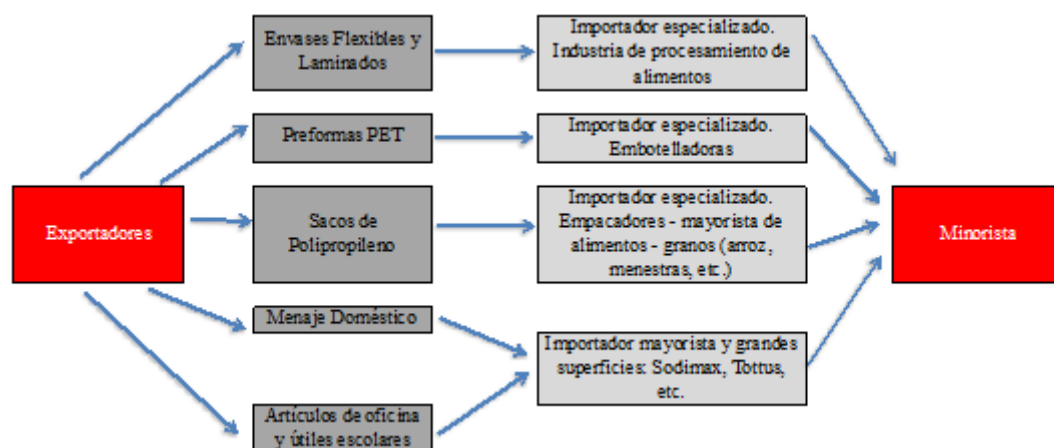 Exportadores
Envases Flexibles y
Laminados
Preformas PET
Sacos de
Polipropileno
Menaje Doméstico
Artículos de oficina
y útiles escolares
Importador especializado.
Industria de procesamiento de
alimentos
Importador especializado.
Embotelladoras
Importador especializado.
Empacadores - mayorista de
alimentos - granos (arroz,
menestras, etc.)
Importador mayorista y grandes
superficies: Sodimax, Tottus,
etc.
Minorista